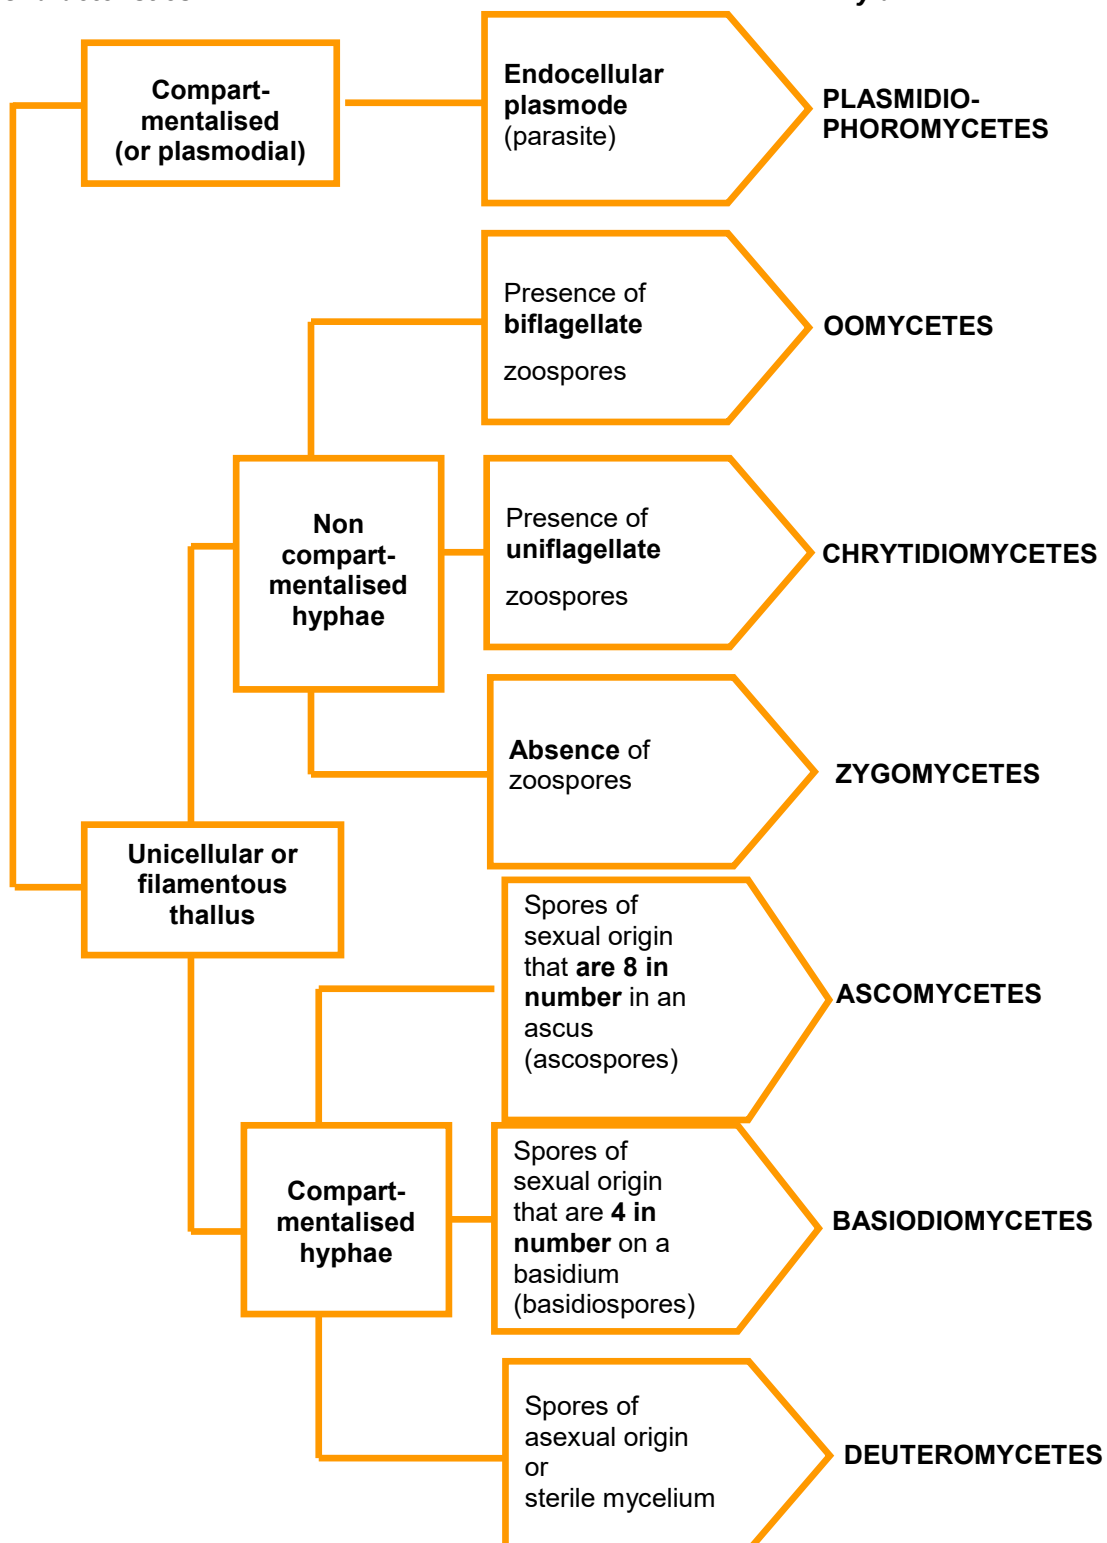 Compart-
mentalised
(or plasmodial)
Endocellular
plasmode
(parasite)
PLASMIDIO-
PHOROMYCETES
Presence of
biflagellate
zoospores
OOMYCETES
Non
compart-
mentalised
hyphae
Presence of
uniflagellate
zoospores
CHRYTIDIOMYCETES
Absence of
zoospores
ZYGOMYCETES
Unicellular or
filamentous
thallus
Spores of
sexual origin
that are 8 in
number in an
ascus
(ascospores)
ASCOMYCETES
Compart-
mentalised
hyphae
Spores of
sexual origin
that are 4 in
number on a
basidium
(basidiospores)
BASIODIOMYCETES
Spores of
asexual origin
or
sterile mycelium
DEUTEROMYCETES